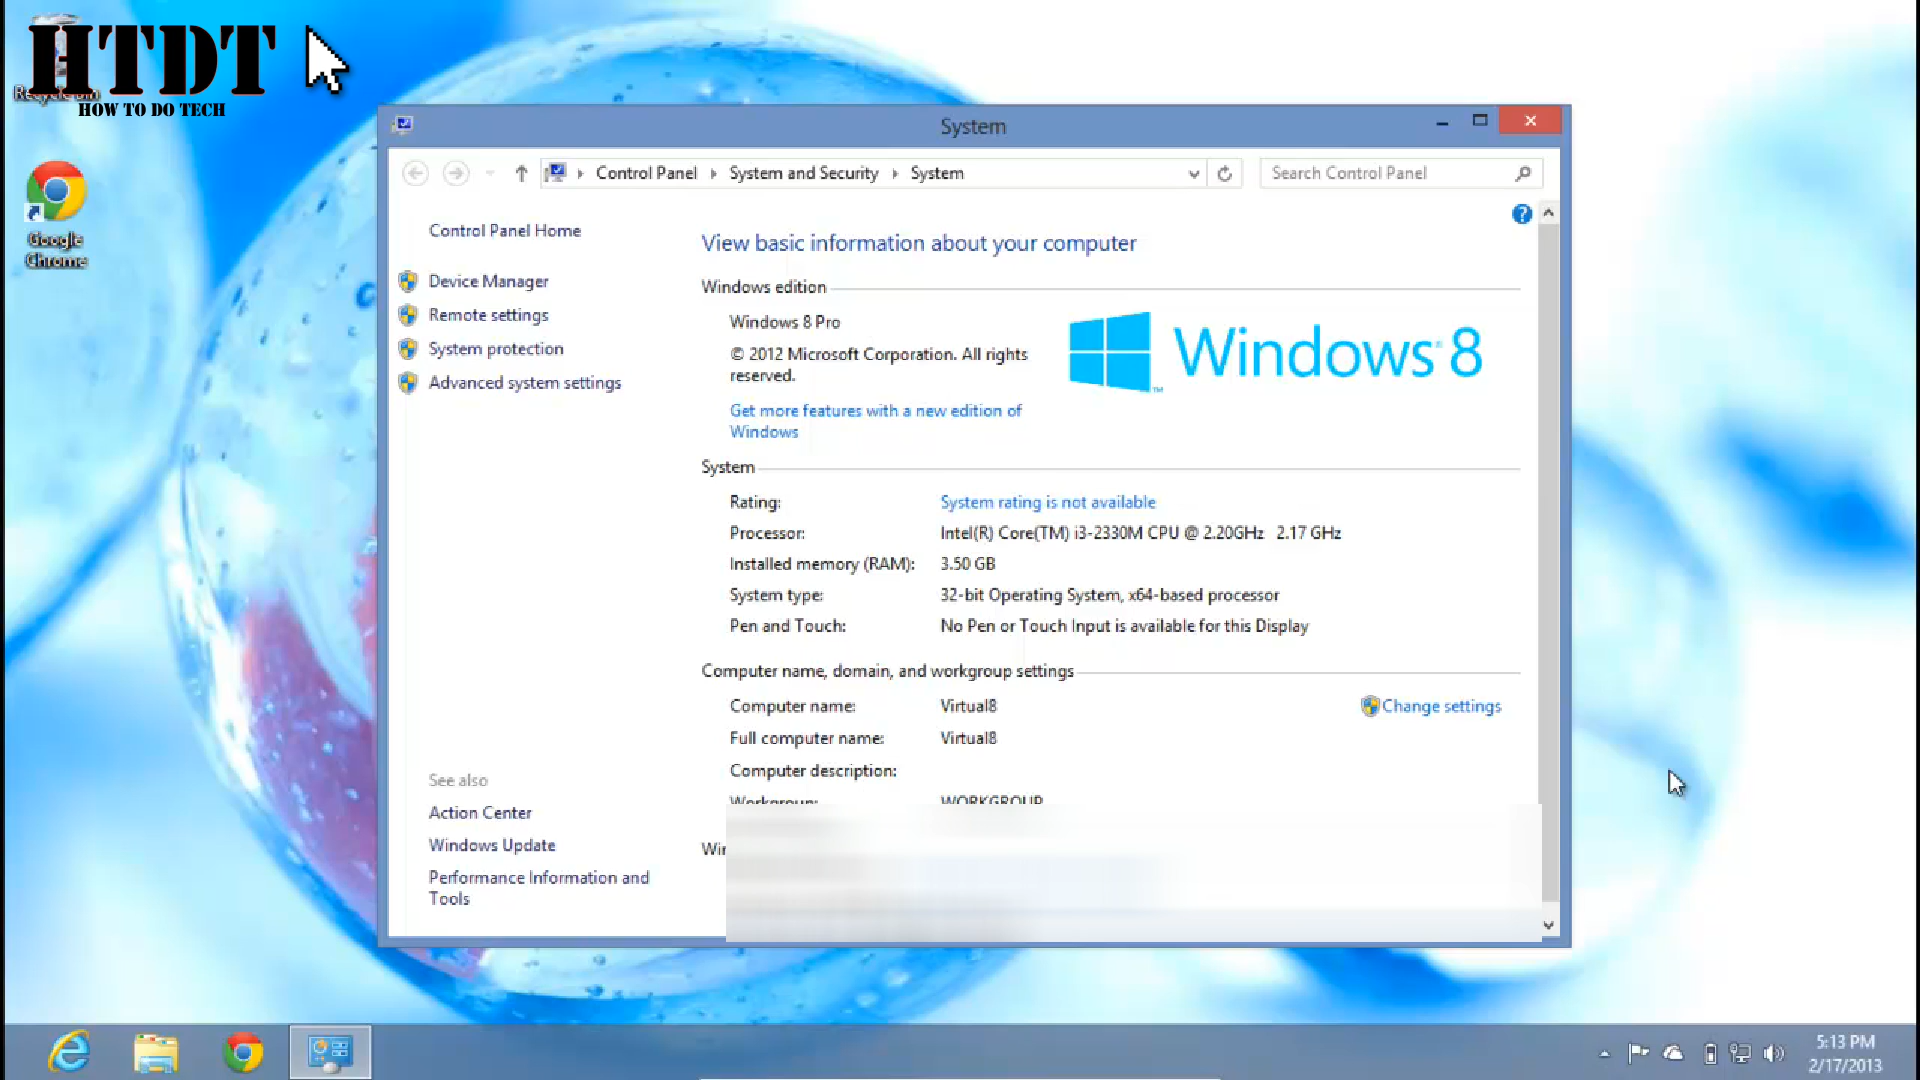 HTDT
HOW TO DO TECH
Recycle Bin
Google
Chrome
System
Control Panel
System and Security
System
Search Control Panel
Control Panel Home
Device Manager
Remote settings
System protection
Advanced system settings
See also
Action Center
Windows Update
Performance Information and
Tools
View basic information about your computer
Windows edition
Windows 8 Pro
© 2012 Microsoft Corporation. All rights
reserved.
Get more features with a new edition of
Windows
Windows 8
System
Rating: System rating is not available
Processor: Intel(R) Core(TM) i3-2330M CPU @ 2.20GHz 2.17 GHz
Installed memory (RAM): 3.50 GB
System type: 32-bit Operating System, x64-based processor
Pen and Touch: No Pen or Touch Input is available for this Display
Computer name, domain, and workgroup settings
Computer name: Virtual8
Change settings
Full computer name: Virtual8
Computer description:
Workgroup: WORKGROUP
Wi
5:13 PM
2/17/2013